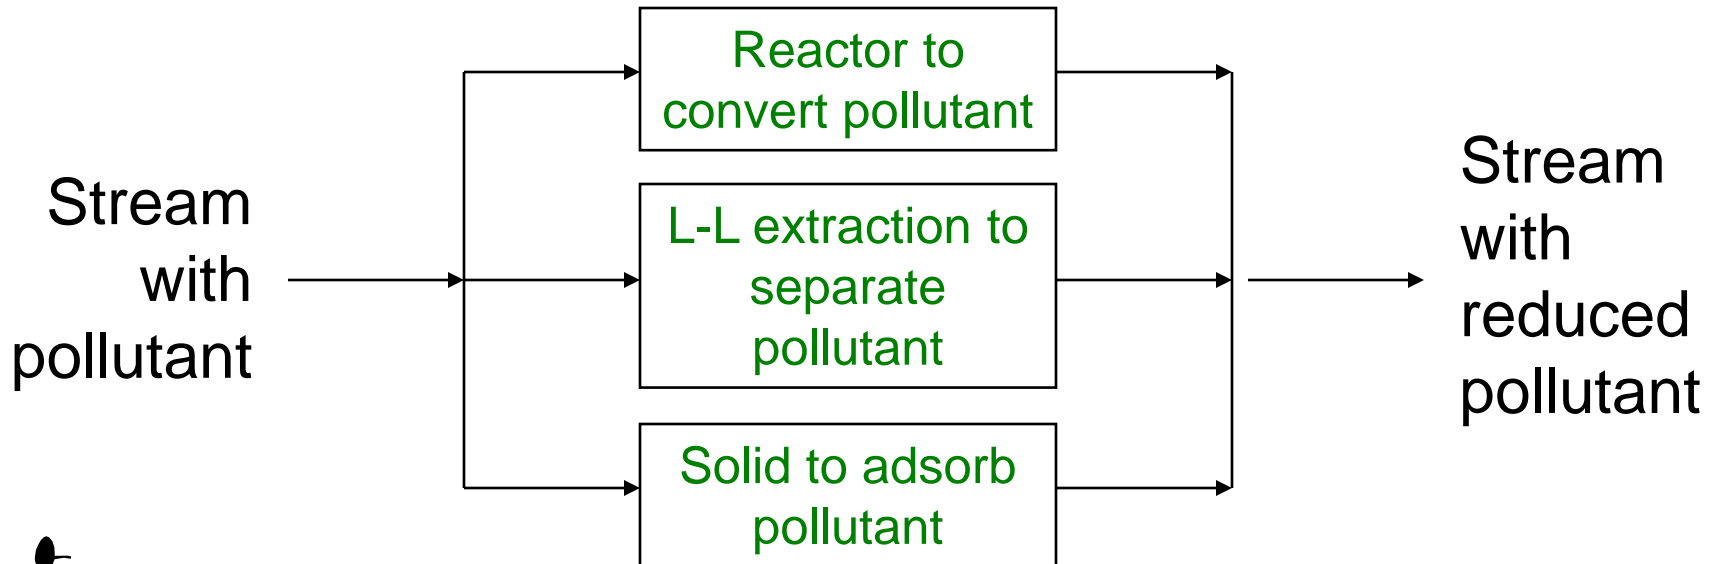 Stream
with
pollutant
Reactor to
convert pollutant
L-L extraction to
separate
pollutant
Solid to adsorb
pollutant
Stream
with
reduced
pollutant